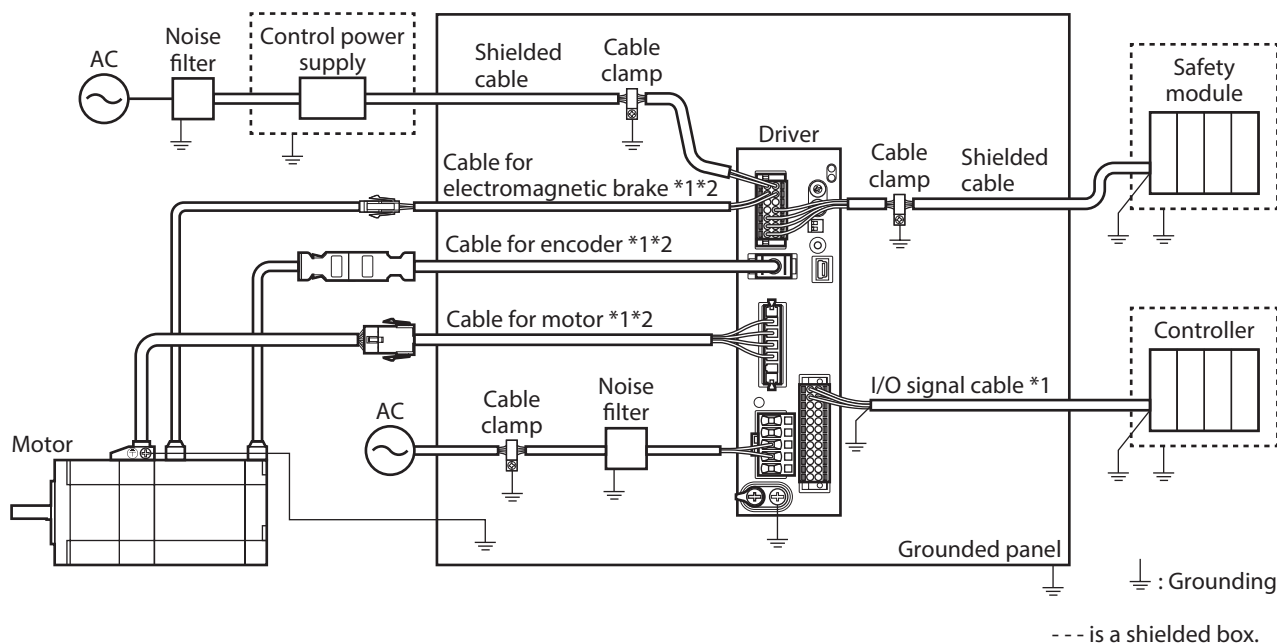 AC
Noise
filter
Control power
supply
Shielded
cable
Cable
clamp
Safety
module
Driver
Cable
clamp
Shielded
cable
Cable for
electromagnetic brake *1*2
Cable for encoder *1*2
Cable for motor *1*2
Controller
I/O signal cable *1
AC
Cable
clamp
Noise
filter
Motor
Grounded panel
: Grounding
--- is a shielded box.